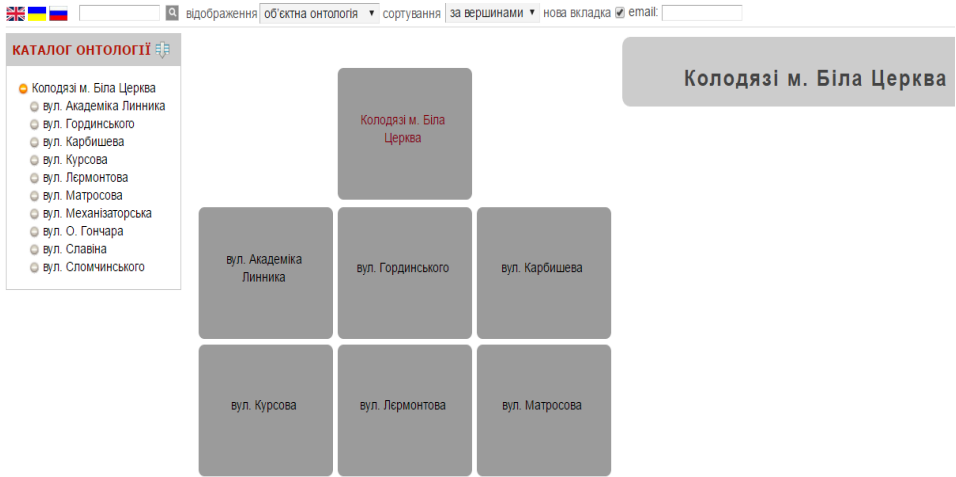 відображення об'єктна онтологія сортування за вершинами нова вкладка email:
КАТАЛОГ ОНТОЛОГІЇ
Колодязі м. Біла Церква
вул. Академіка Линника
вул. Гординського
вул. Карбишева
вул. Курсова
вул. Лєрмонтова
вул. Матросова
вул. Механізаторська
вул. О. Гончара
вул. Славіна
вул. Сломчинського
Колодязі м. Біла
Церква
вул. Академіка
Линника
вул. Гординського
вул. Карбишева
вул. Курсова
вул. Лєрмонтова
вул. Матросова
Колодязі м. Біла Церква